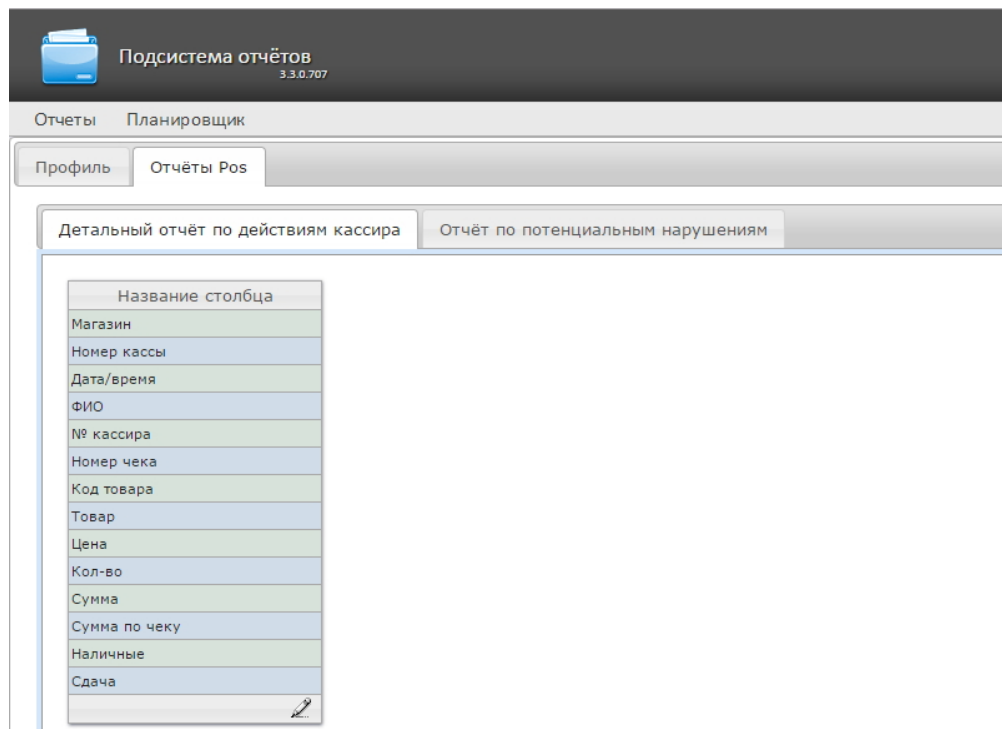 Подсистема отчётов
3.3.0.707
Отчеты Планировщик
Профиль Отчёты Pos
Детальный отчёт по действиям кассира Отчёт по потенциальным нарушениям
Название столбца
Магазин
Номер кассы
Дата/время
ФИО
№ кассира
Номер чека
Код товара
Товар
Цена
Кол-во
Сумма
Сумма по чеку
Наличные
Сдача